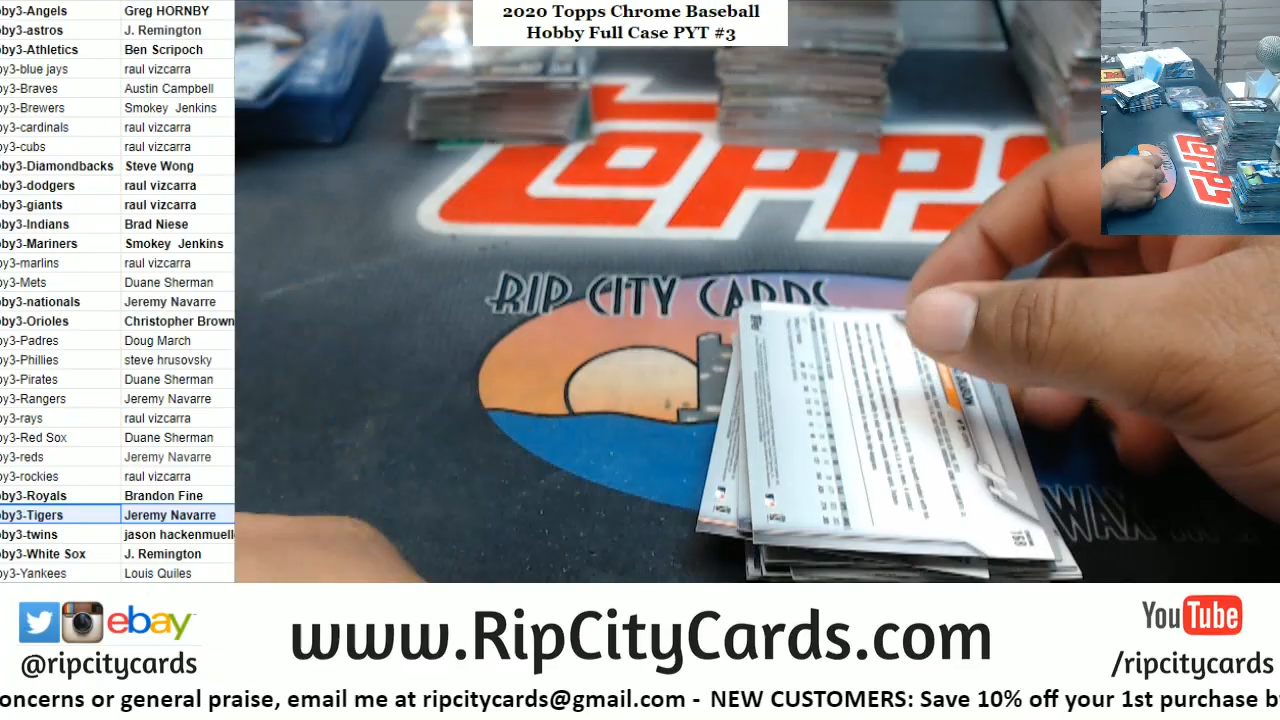 by3-Angels Greg HORNBY
by3-astros J. Remington
by3-Athletics Ben Scripoch
by3-blue jays raul vizcarra
by3-Braves Austin Campbell
by3-Brewers Smokey Jenkins
by3-cardinals raul vizcarra
by3-cubs raul vizcarra
by3-Diamondbacks Steve Wong
by3-dodgers raul vizcarra
by3-giants raul vizcarra
by3-Indians Brad Niese
by3-Mariners Smokey Jenkins
by3-marlins raul vizcarra
by3-Mets Duane Sherman
by3-nationals Jeremy Navarre
by3-Orioles Christopher Brown
by3-Padres Doug March
by3-Phillies steve hrusovsky
by3-Pirates Duane Sherman
by3-Rangers Jeremy Navarre
by3-rays raul vizcarra
by3-Red Sox Duane Sherman
by3-reds Jeremy Navarre
by3-rockies raul vizcarra
by3-Royals Brandon Fine
by3-Tigers Jeremy Navarre
by3-twins jason hackenmuell
by3-White Sox J. Remington
by3-Yankees Louis Quiles
2020 Topps Chrome Baseball
Hobby Full Case PYT #3
Topps
RIP CITY CARDS
WAX
159
ebay
@ripcitycards
www.RipCityCards.com
YouTube
/ripcitycards
oncerns or general praise, email me at ripcitycards@gmail.com - NEW CUSTOMERS: Save 10% off your 1st purchase b